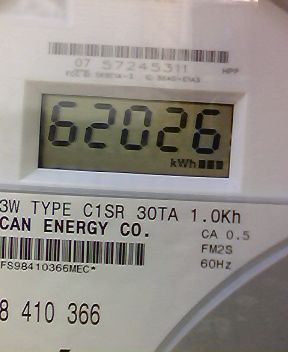 07 57245311
HPP
62026
kWh
3W TYPE C1SR 30TA 1.0Kh
CAN ENERGY CO.
CA 0.5
FM2S
FS98410366MEC*
60Hz
8 410 366